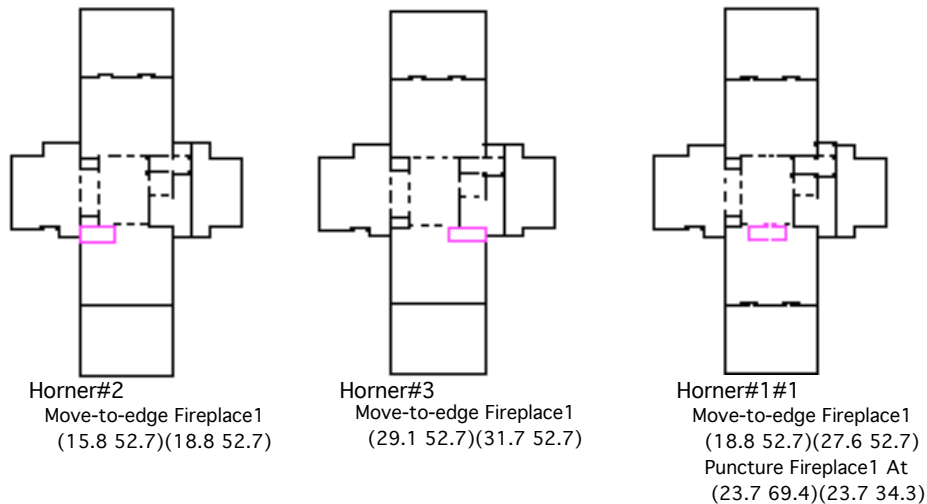 Horner#2
Move-to-edge Fireplace1
(15.8 52.7)(18.8 52.7)
Horner#3
Move-to-edge Fireplace1
(29.1 52.7)(31.7 52.7)
Horner#1#1
Move-to-edge Fireplace1
(18.8 52.7)(27.6 52.7)
Puncture Fireplace1 At
(23.7 69.4)(23.7 34.3)